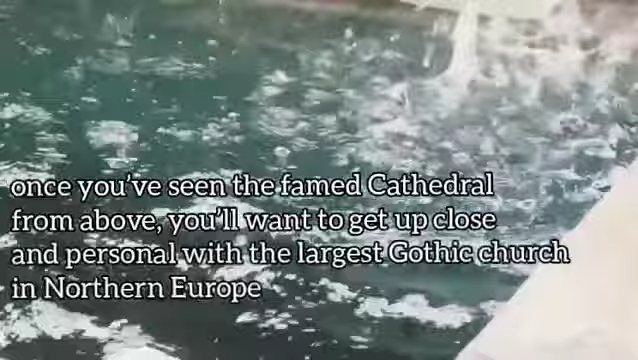 once you've seen the famed Cathedral
from above, you'll want to get up close
and personal with the largest Gothic church
in Northern Europe